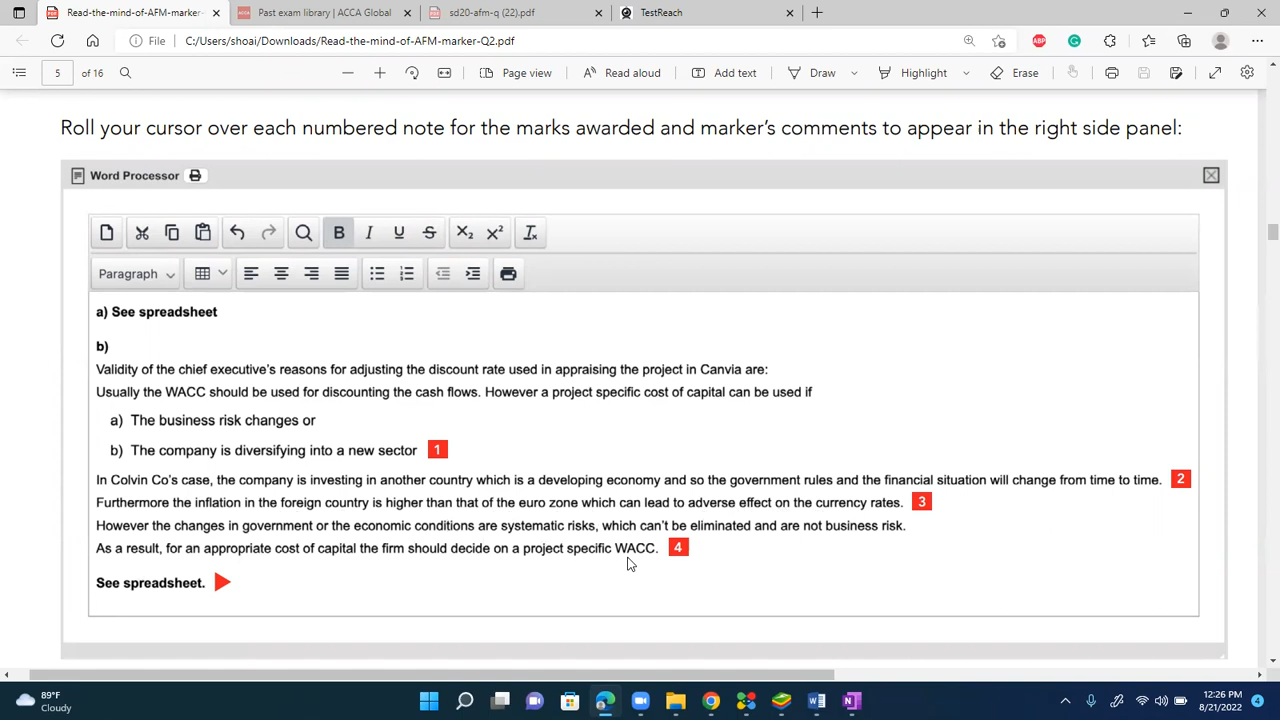 Read-the-mind-of-AFM-marker-
Past exam library | ACCA Global
sd20-afm-q (22).pdf
TestReach
File
C:/Users/shoai/Downloads/Read-the-mind-of-AFM-marker-Q2.pdf
ABP
5
of 16
Page view
Read aloud
Add text
Draw
Highlight
Erase
Roll your cursor over each numbered note for the marks awarded and marker's comments to appear in the right side panel:
Word Processor
B
I
U
S
X₂
X²
Paragraph
a) See spreadsheet
b)
Validity of the chief executive's reasons for adjusting the discount rate used in appraising the project in Canvia are:
Usually the WACC should be used for discounting the cash flows. However a project specific cost of capital can be used if
a) The business risk changes or
b) The company is diversifying into a new sector 1
In Colvin Co's case, the company is investing in another country which is a developing economy and so the government rules and the financial situation will change from time to time. 2
Furthermore the inflation in the foreign country is higher than that of the euro zone which can lead to adverse effect on the currency rates. 3
However the changes in government or the economic conditions are systematic risks, which can't be eliminated and are not business risk.
As a result, for an appropriate cost of capital the firm should decide on a project specific WACC. 4
See spreadsheet.
89°F
Cloudy
12:26 PM
8/21/2022
4